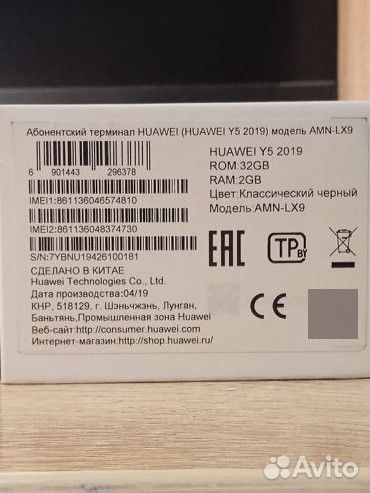 Абонентский терминал HUAWEI (HUAWEI Y5 2019) модель AMN-LX9
HUAWEI Y5 2019
ROM:32GB
RAM:2GB
Цвет:Классический черный
Модель:AMN-LX9
6 901443 296378
IMEI1:861136046574810
IMEI2:861136048374730
S/N:7YBNU19426100181
СДЕЛАНО В КИТАЕ
Huawei Technologies Co., Ltd.
Дата производства:04/19
КНР, 518129, г. Шэньчжэнь, Лунган,
Баньтянь,Промышленная зона Huawei
Веб-сайт:http://consumer.huawei.com
Интернет-магазин:http://shop.huawei.ru/
EAC
TP BY
CE
Avito